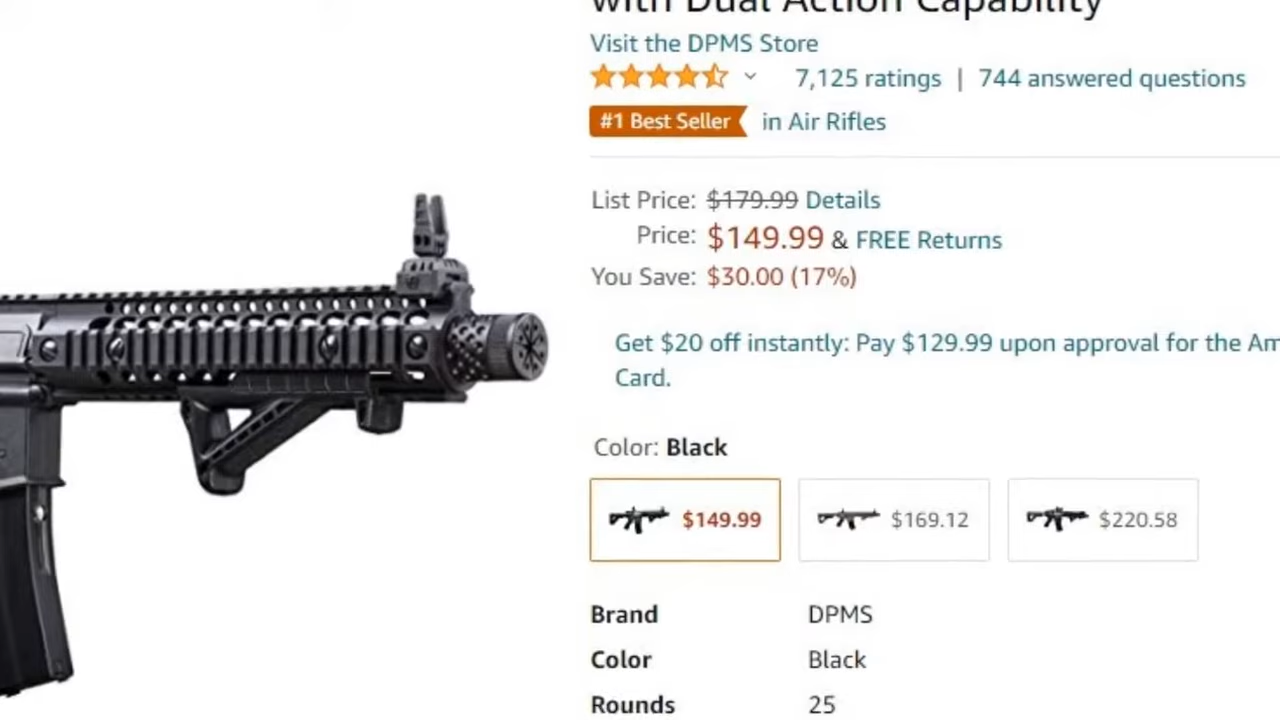 with Dual Action Capability
Visit the DPMS Store
7,125 ratings | 744 answered questions
#1 Best Seller in Air Rifles
List Price: $179.99 Details
Price: $149.99 & FREE Returns
You Save: $30.00 (17%)
Get $20 off instantly: Pay $129.99 upon approval for the Am
Card.
Color: Black
$149.99 $169.12 $220.58
Brand DPMS
Color Black
Rounds 25